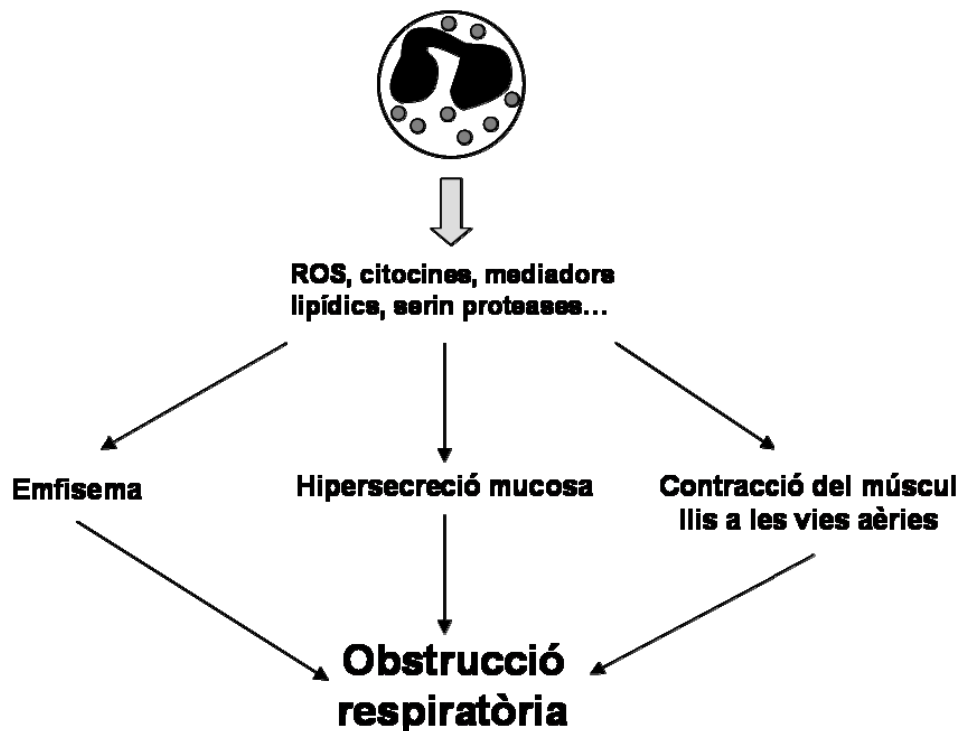 ROS, citocines, mediadors
lipídics, serin proteases...
Emfisema
Hipersecreció mucosa
Contracció del múscul
llis a les vies aèries
Obstrucció
respiratòria